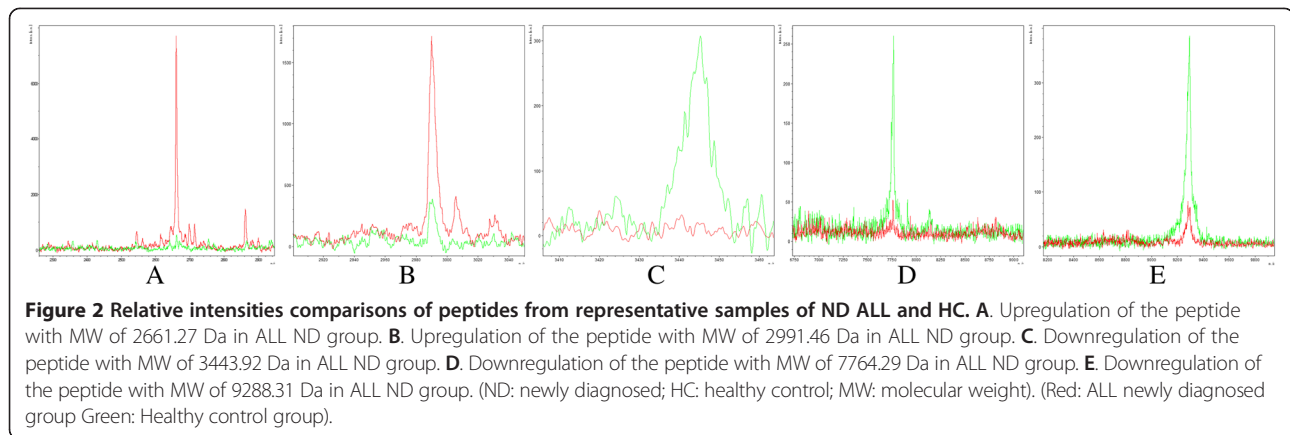 A B C D E
Figure 2 Relative intensities comparisons of peptides from representative samples of ND ALL and HC. A. Upregulation of the peptide
with MW of 2661.27 Da in ALL ND group. B. Upregulation of the peptide with MW of 2991.46 Da in ALL ND group. C. Downregulation of
the peptide with MW of 3443.92 Da in ALL ND group. D. Downregulation of the peptide with MW of 7764.29 Da in ALL ND group. E. Downregulation of
the peptide with MW of 9288.31 Da in ALL ND group. (ND: newly diagnosed; HC: healthy control; MW: molecular weight). (Red: ALL newly diagnosed
group Green: Healthy control group).